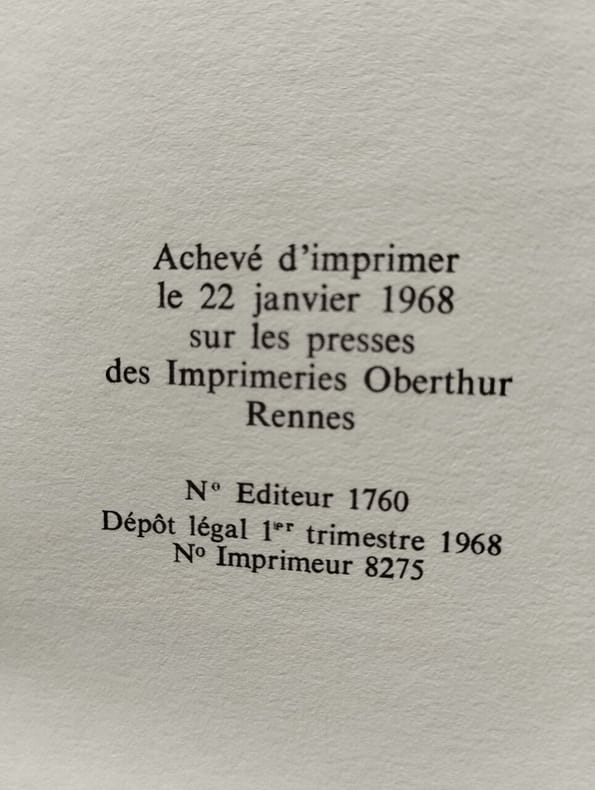 Achevé d'imprimer
le 22 janvier 1968
sur les presses
des Imprimeries Oberthur
Rennes
N° Editeur 1760
Dépôt légal 1er trimestre 1968
Nº Imprimeur 8275